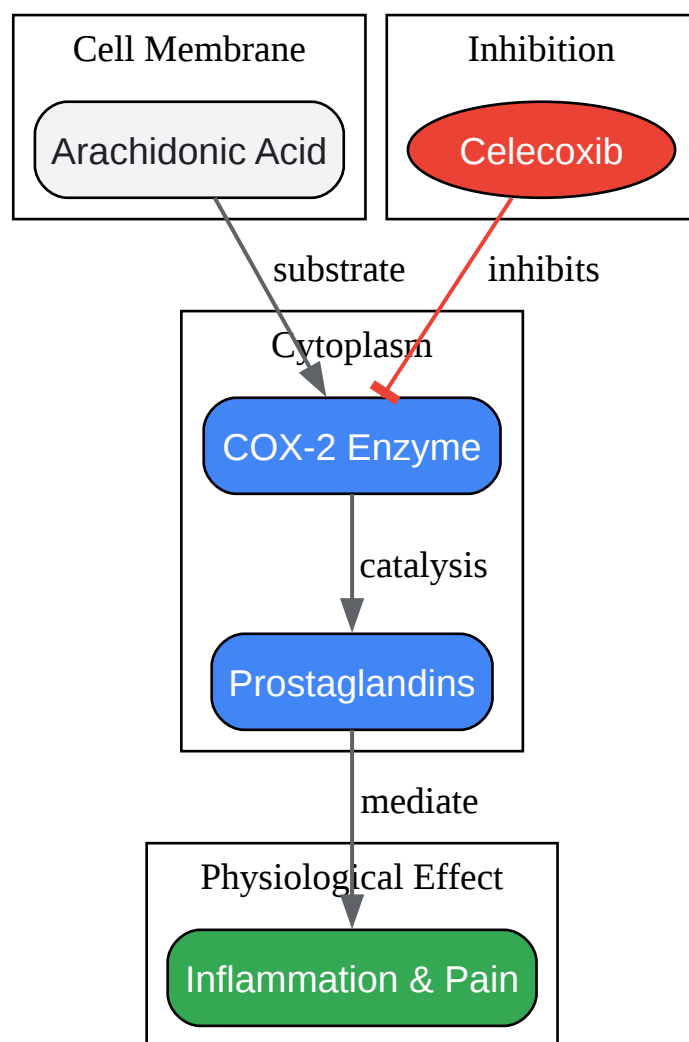 Cell Membrane
Inhibition
Arachidonic Acid
Celecoxib
substrate
inhibits
Cytoplasm
COX-2 Enzyme
catalysis
Prostaglandins
mediate
Physiological Effect
Inflammation & Pain